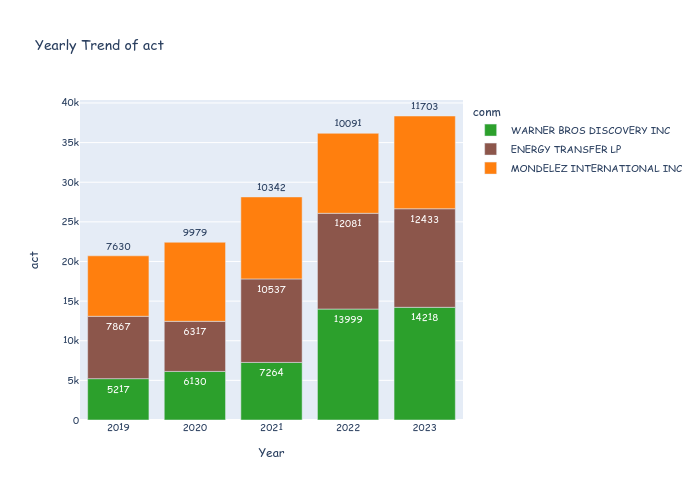 Yearly Trend of act
conm
WARNER BROS DISCOVERY INC
ENERGY TRANSFER LP
MONDELEZ INTERNATIONAL INC
act
40k
35k
30k
25k
20k
15k
10k
5k
0
7630
9979
10342
10091
11703
7867
6317
10537
12081
12433
5217
6130
7264
13999
14218
2019
2020
2021
2022
2023
Year